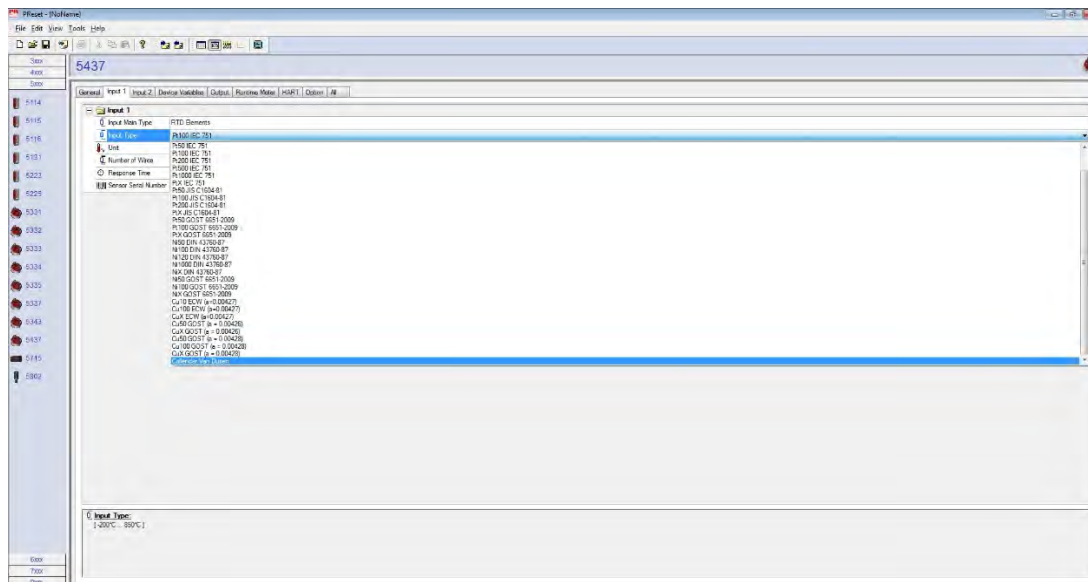 PReset - (NoName)
File Edit View Tools Help
3xxx
4xxx
5xxx
5437
General Input 1 Input 2 Device Variables Output Runtime Meter HART Option All
5114
5115
5116
5131
5223
5225
5331
5332
5333
5334
5335
5337
5343
5437
5745
5802
Input 1
Input Main Type RTD Elements
Input Type Pt100 IEC 751
Unit
Number of Wires
Response Time
Sensor Serial Number
Pt50 IEC 751
Pt100 IEC 751
Pt200 IEC 751
Pt500 IEC 751
Pt1000 IEC 751
PtX IEC 751
Pt50 JIS C1604-81
Pt100 JIS C1604-81
Pt200 JIS C1604-81
PtX JIS C1604-81
Pt50 GOST 6651-2009
Pt100 GOST 6651-2009
PtX GOST 6651-2009
Ni50 DIN 43760-87
Ni100 DIN 43760-87
Ni120 DIN 43760-87
Ni1000 DIN 43760-87
NiX DIN 43760-87
Ni50 GOST 6651-2009
Ni100 GOST 6651-2009
NiX GOST 6651-2009
Cu10 ECW (a=0.00427)
Cu100 ECW (a=0.00427)
CuX ECW (a=0.00427)
Cu50 GOST (a = 0.00426)
CuX GOST (a = 0.00426)
Cu50 GOST (a = 0.00428)
Cu100 GOST (a = 0.00428)
CuX GOST (a = 0.00428)
Callendar Van Dusen
Input Type:
[-200°C .. 850°C]
6xxx
7xxx